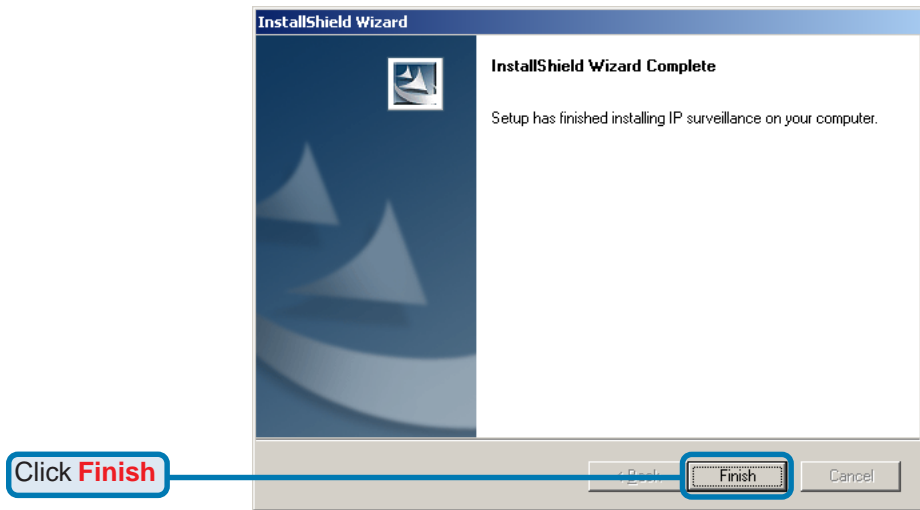 InstallShield Wizard
InstallShield Wizard Complete
Setup has finished installing IP surveillance on your computer.
Click Finish
< Back
Finish
Cancel